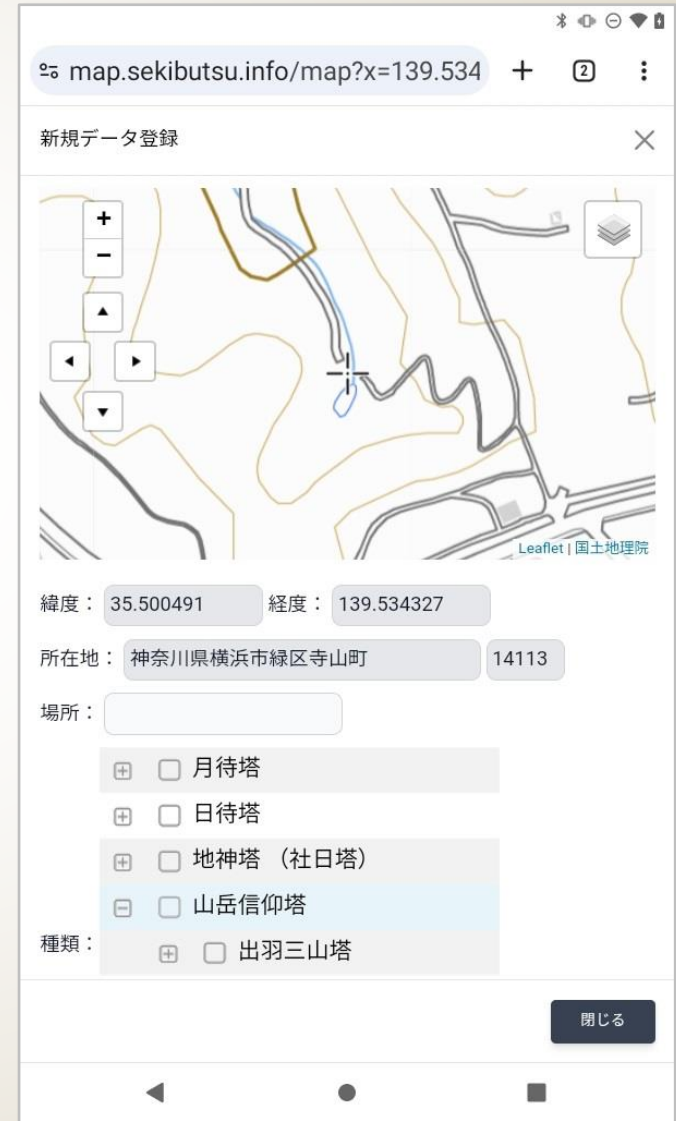 map.sekibutsu.info/map?x=139.534
2
新規データ登録
+
−
Leaflet | 国土地理院
緯度： 35.500491 経度： 139.534327
所在地： 神奈川県横浜市緑区寺山町 14113
場所：
月待塔
日待塔
地神塔 （社日塔）
山岳信仰塔
種類：
出羽三山塔
閉じる